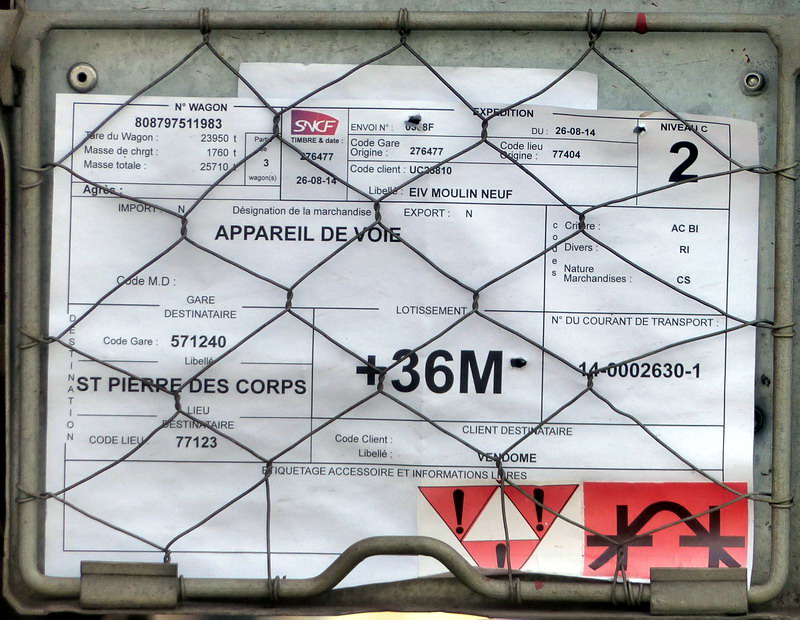 N° WAGON
808797511983
Tare du Wagon : 23950 t
Masse de chrgt : 1760 t
Masse totale : 25710 t
Agrès :
3
wagon(s)
SNCF
TIMBRE & date :
276477
26-08-14
EXPEDITION
ENVOI N° :
DU : 26-08-14
Code Gare
Origine : 276477
Code lieu
Origine : 77404
Code client :
Libellé : EIV MOULIN NEUF
NIVEAU C
2
IMPORT : N
Désignation de la marchandise
EXPORT : N
APPAREIL DE VOIE
Code M.D :
codes
Critère : AC BI
Divers : RI
Nature
Marchandises : CS
DESTINATION
GARE
DESTINATAIRE
Code Gare : 571240
Libellé
ST PIERRE DES CORPS
LIEU
DESTINATAIRE
CODE LIEU : 77123
LOTISSEMENT
+36M
N° DU COURANT DE TRANSPORT :
14-0002630-1
CLIENT DESTINATAIRE
Code Client :
Libellé : VENDOME
ETIQUETAGE ACCESSOIRE ET INFORMATIONS LIBRES
! ! !